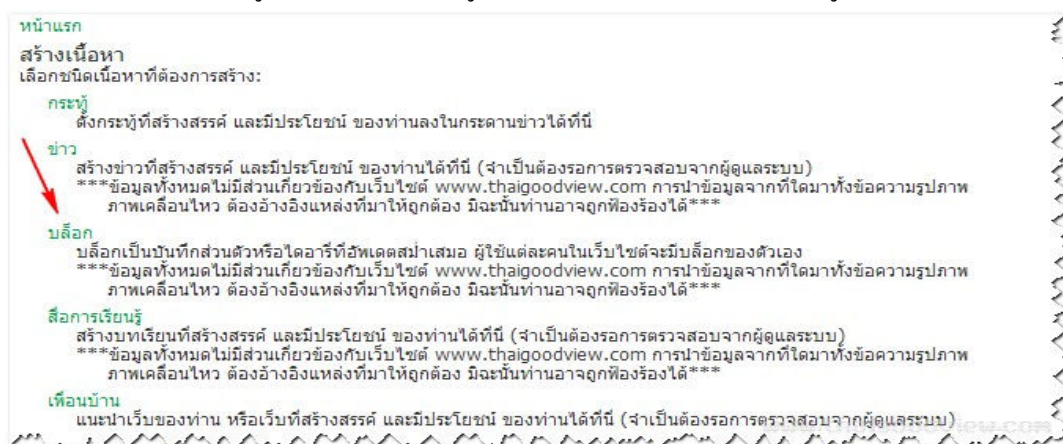 หน้าแรก
สร้างเนื้อหา
เลือกชนิดเนื้อหาที่ต้องการสร้าง:
กระทู้
ตั้งกระทู้ที่สร้างสรรค์ และมีประโยชน์ ของท่านลงในกระดานข่าวได้ที่นี่
ข่าว
สร้างข่าวที่สร้างสรรค์ และมีประโยชน์ ของท่านได้ที่นี่ (จำเป็นต้องรอการตรวจสอบจากผู้ดูแลระบบ)
***ข้อมูลทั้งหมดไม่มีส่วนเกี่ยวข้องกับเว็บไซต์ www.thaigoodview.com การนำข้อมูลจากที่ใดมาทั้งข้อความรูปภาพ
ภาพเคลื่อนไหว ต้องอ้างอิงแหล่งที่มาให้ถูกต้อง มิฉะนั้นท่านอาจถูกฟ้องร้องได้***
บล็อก
บล็อกเป็นบันทึกส่วนตัวหรือไดอารี่ที่อัพเดตสม่ำเสมอ ผู้ใช้แต่ละคนในเว็บไซต์จะมีบล็อกของตัวเอง
***ข้อมูลทั้งหมดไม่มีส่วนเกี่ยวข้องกับเว็บไซต์ www.thaigoodview.com การนำข้อมูลจากที่ใดมาทั้งข้อความรูปภาพ
ภาพเคลื่อนไหว ต้องอ้างอิงแหล่งที่มาให้ถูกต้อง มิฉะนั้นท่านอาจถูกฟ้องร้องได้***
สื่อการเรียนรู้
สร้างบทเรียนที่สร้างสรรค์ และมีประโยชน์ ของท่านได้ที่นี่ (จำเป็นต้องรอการตรวจสอบจากผู้ดูแลระบบ)
***ข้อมูลทั้งหมดไม่มีส่วนเกี่ยวข้องกับเว็บไซต์ www.thaigoodview.com การนำข้อมูลจากที่ใดมาทั้งข้อความรูปภาพ
ภาพเคลื่อนไหว ต้องอ้างอิงแหล่งที่มาให้ถูกต้อง มิฉะนั้นท่านอาจถูกฟ้องร้องได้***
เพื่อนบ้าน
แนะนำเว็บของท่าน หรือเว็บที่สร้างสรรค์ และมีประโยชน์ ของท่านได้ที่นี่ (จำเป็นต้องรอการตรวจสอบจากผู้ดูแลระบบ)